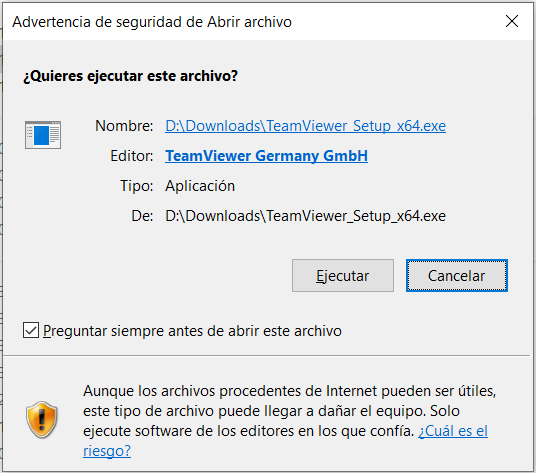 Advertencia de seguridad de Abrir archivo
¿Quieres ejecutar este archivo?
Nombre: D:\Downloads\TeamViewer_Setup_x64.exe
Editor: TeamViewer Germany GmbH
Tipo: Aplicación
De: D:\Downloads\TeamViewer_Setup_x64.exe
Ejecutar Cancelar
Preguntar siempre antes de abrir este archivo
Aunque los archivos procedentes de Internet pueden ser útiles,
este tipo de archivo puede llegar a dañar el equipo. Solo
ejecute software de los editores en los que confía. ¿Cuál es el
riesgo?